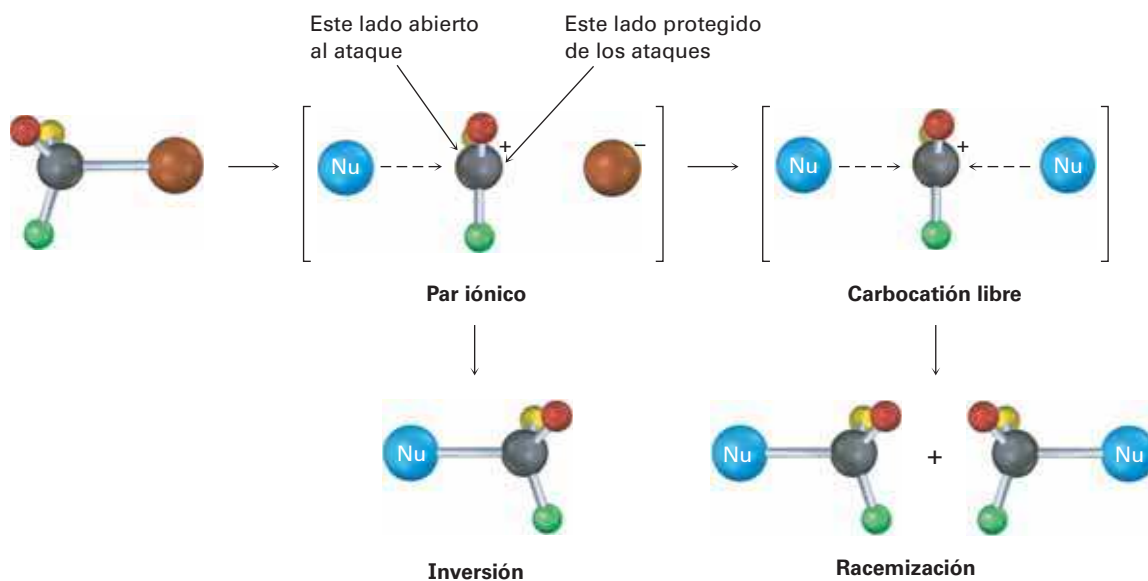 Este lado abierto
al ataque
Este lado protegido
de los ataques
Nu
+
−
Nu
+
Nu
Par iónico
Carbocatión libre
Nu
Nu
+
Nu
Inversión
Racemización